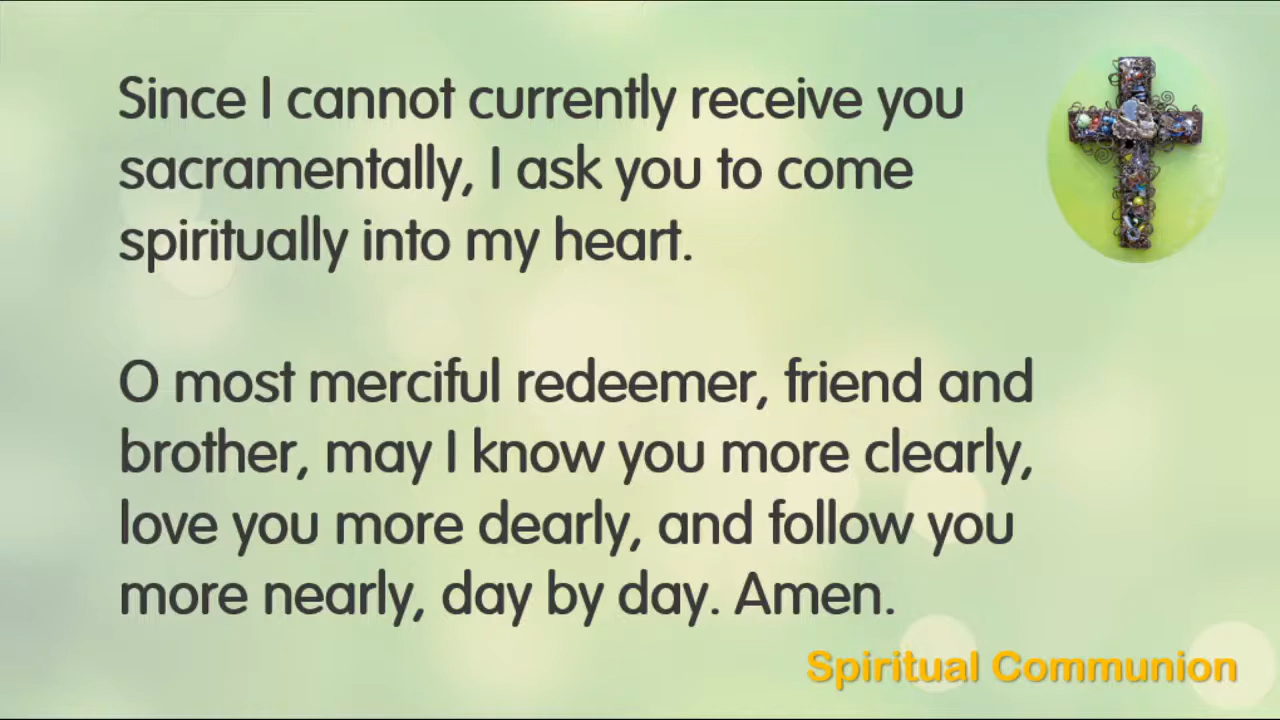 Since I cannot currently receive you
sacramentally, I ask you to come
spiritually into my heart.
O most merciful redeemer, friend and
brother, may I know you more clearly,
love you more dearly, and follow you
more nearly, day by day. Amen.
Spiritual Communion